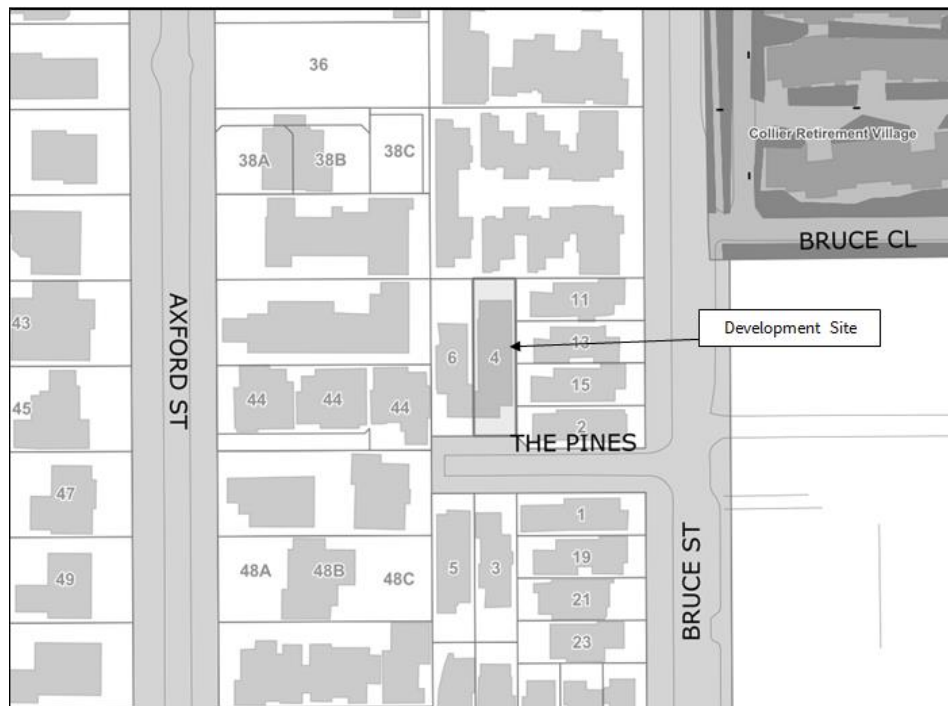 36
38A
38B
38C
Collier Retirement Village
BRUCE CL
43
AXFORD ST
11
Development Site
6
4
13
15
45
44
44
44
2
THE PINES
47
1
5
3
19
49
48A
48B
48C
21
BRUCE ST
23